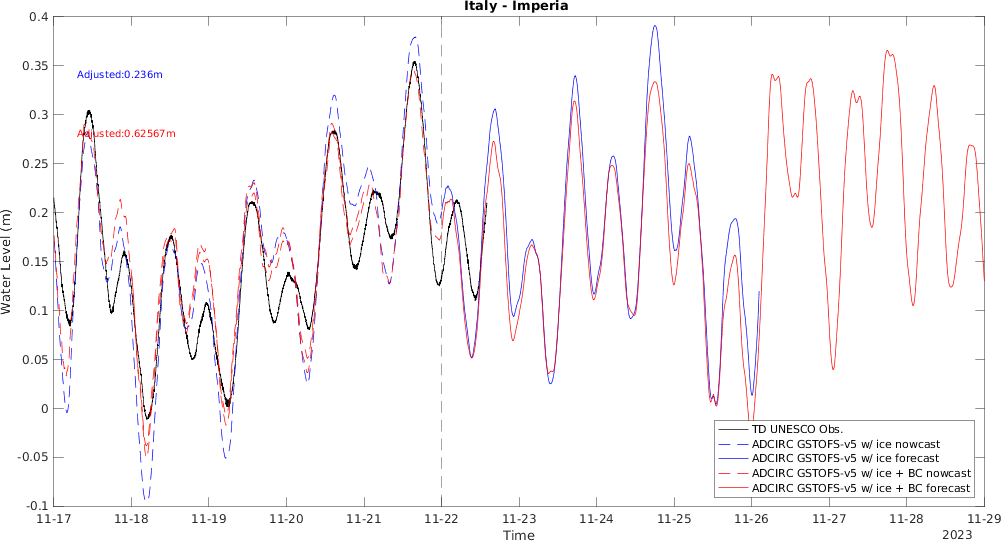 Italy - Imperia
Adjusted:0.236m
Adjusted:0.62567m
Water Level (m)
0.4
0.35
0.3
0.25
0.2
0.15
0.1
0.05
0
-0.05
-0.1
TD UNESCO Obs.
ADCIRC GSTOFS-v5 w/ ice nowcast
ADCIRC GSTOFS-v5 w/ ice forecast
ADCIRC GSTOFS-v5 w/ ice + BC nowcast
ADCIRC GSTOFS-v5 w/ ice + BC forecast
11-17 11-18 11-19 11-20 11-21 11-22 11-23 11-24 11-25 11-26 11-27 11-28 11-29
Time
2023